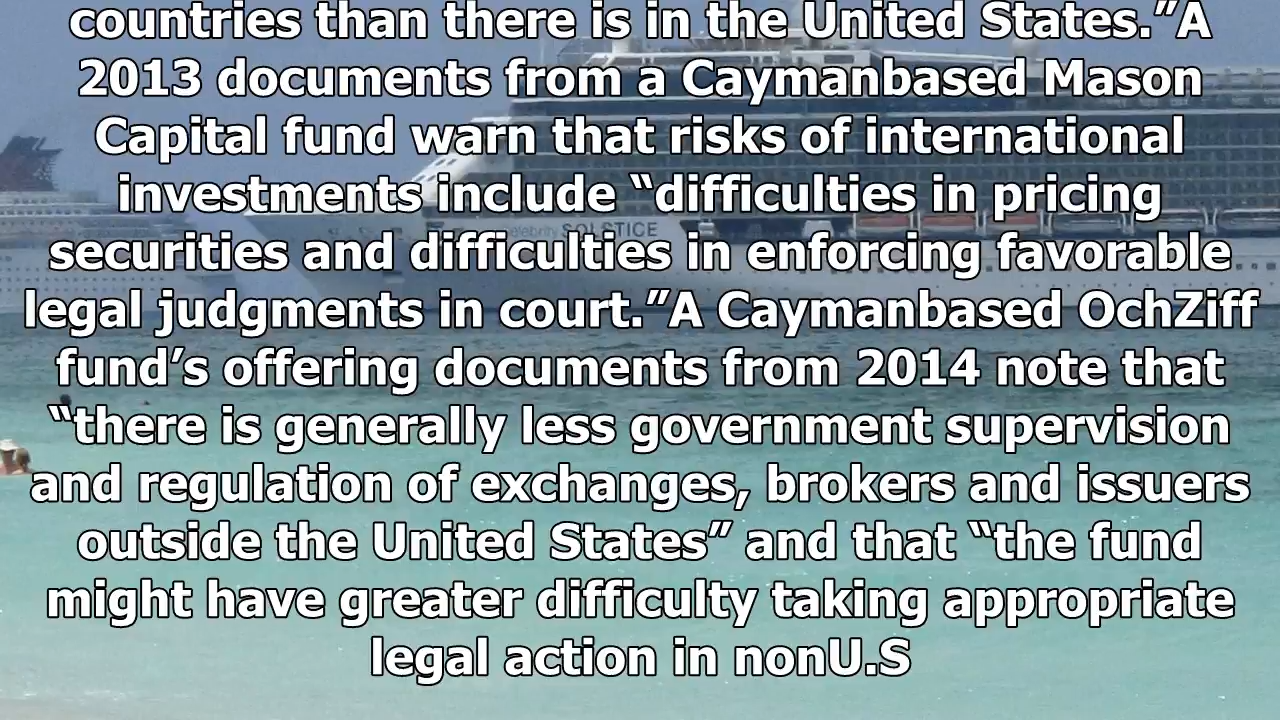 countries than there is in the United States.”A
2013 documents from a Caymanbased Mason
Capital fund warn that risks of international
investments include “difficulties in pricing
securities and difficulties in enforcing favorable
legal judgments in court.”A Caymanbased OchZiff
fund’s offering documents from 2014 note that
“there is generally less government supervision
and regulation of exchanges, brokers and issuers
outside the United States” and that “the fund
might have greater difficulty taking appropriate
legal action in nonU.S
Celebrity SOLSTICE